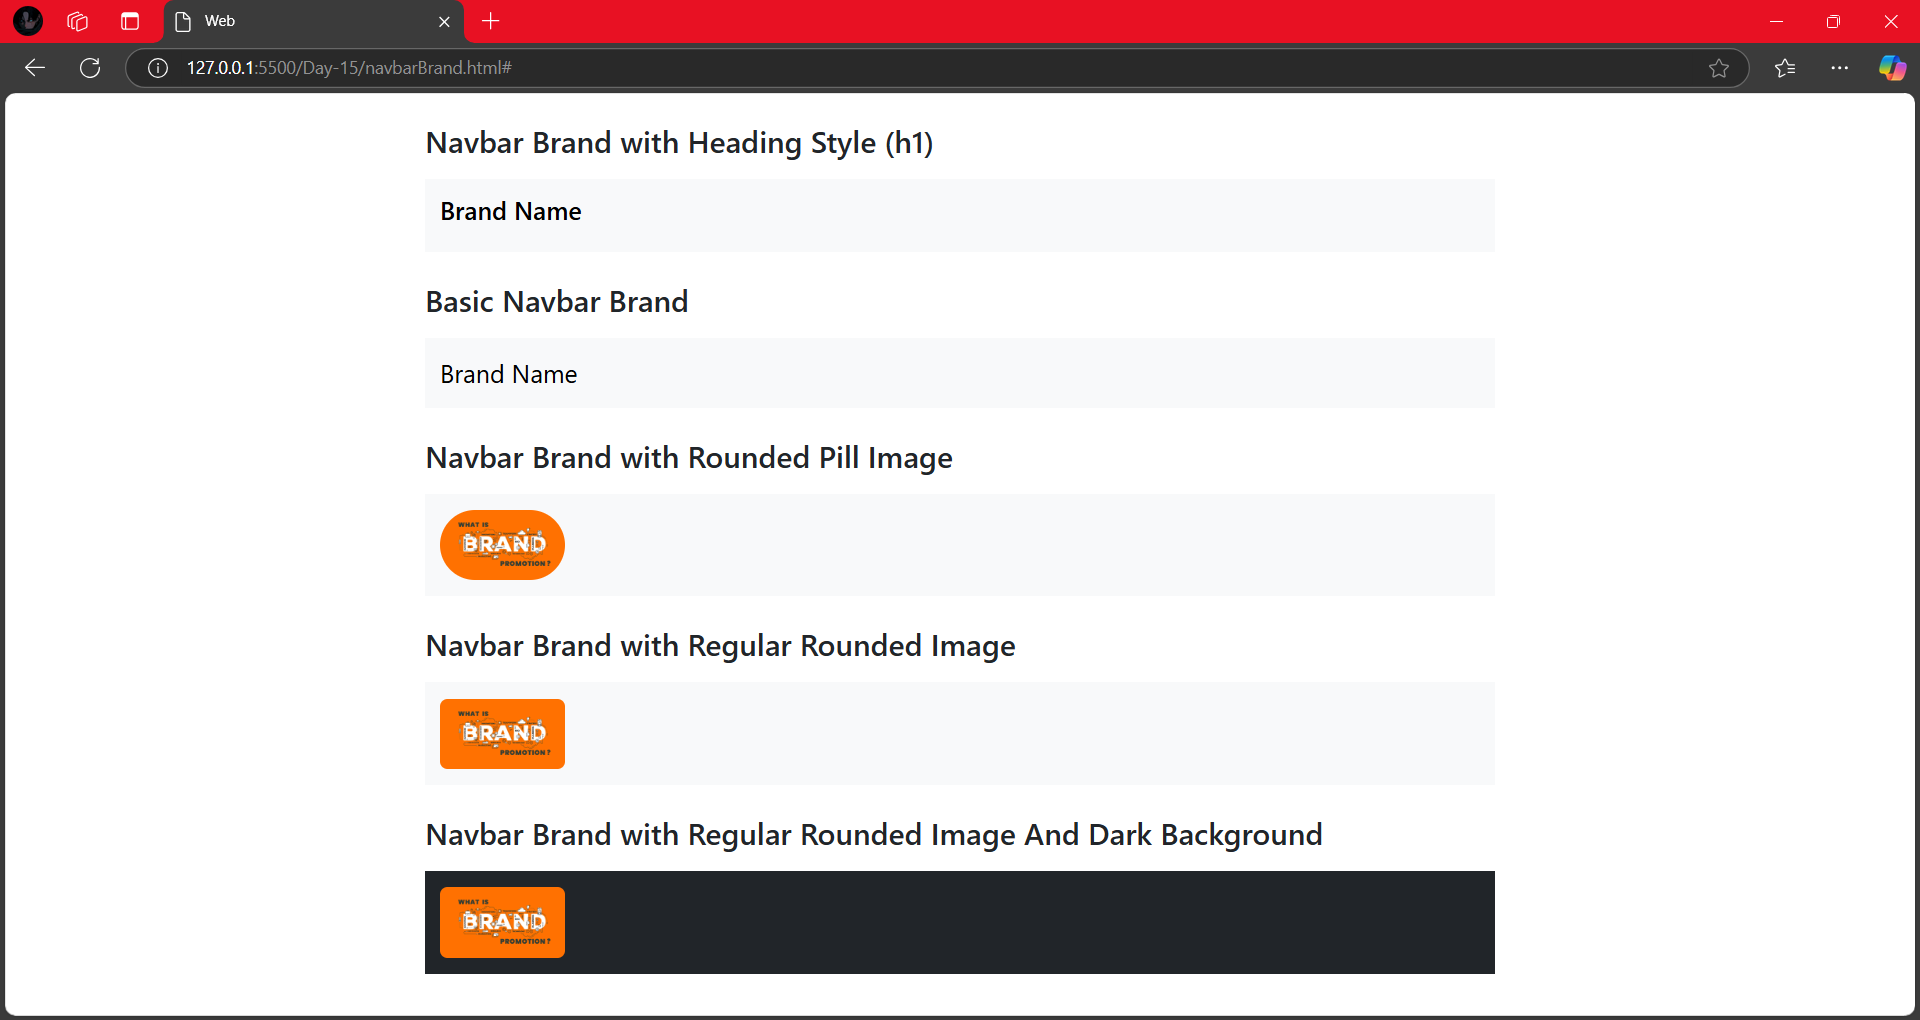 Web
127.0.0.1:5500/Day-15/navbarBrand.html#
Navbar Brand with Heading Style (h1)
Brand Name
Basic Navbar Brand
Brand Name
Navbar Brand with Rounded Pill Image
WHAT IS
BRAND
PROMOTION?
Navbar Brand with Regular Rounded Image
WHAT IS
BRAND
PROMOTION?
Navbar Brand with Regular Rounded Image And Dark Background
WHAT IS
BRAND
PROMOTION?